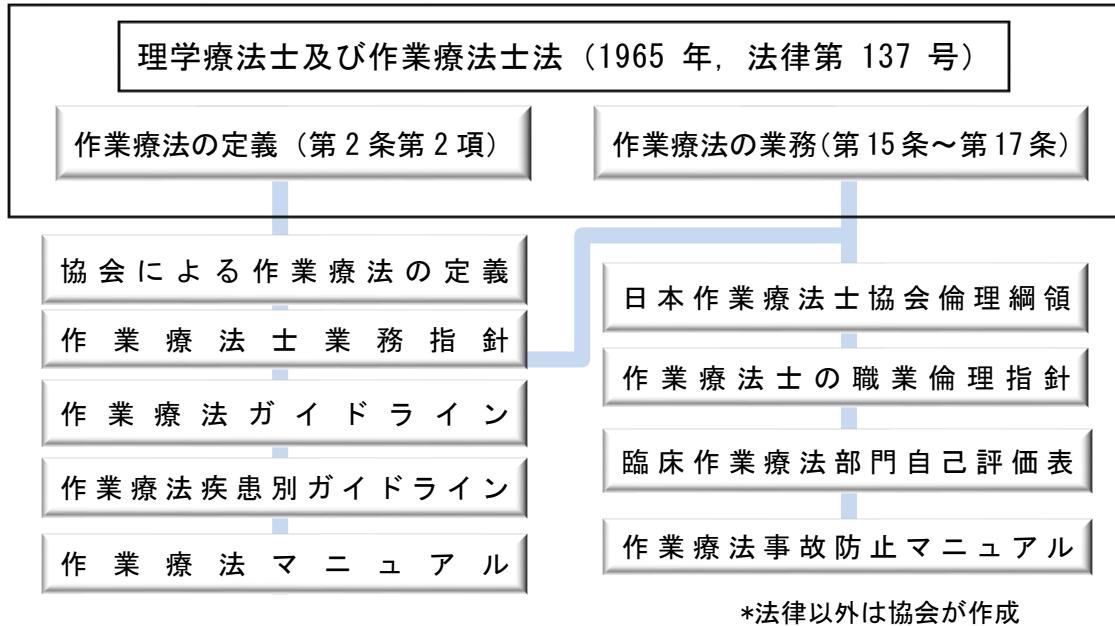 理学療法士及び作業療法士法（1965 年，法律第 137 号）
作業療法の定義（第２条第２項）
作業療法の業務(第15条～第17条)
協会による作業療法の定義
作業療法士業務指針
作業療法ガイドライン
作業療法疾患別ガイドライン
作業療法マニュアル
日本作業療法士協会倫理綱領
作業療法士の職業倫理指針
臨床作業療法部門自己評価表
作業療法事故防止マニュアル
*法律以外は協会が作成